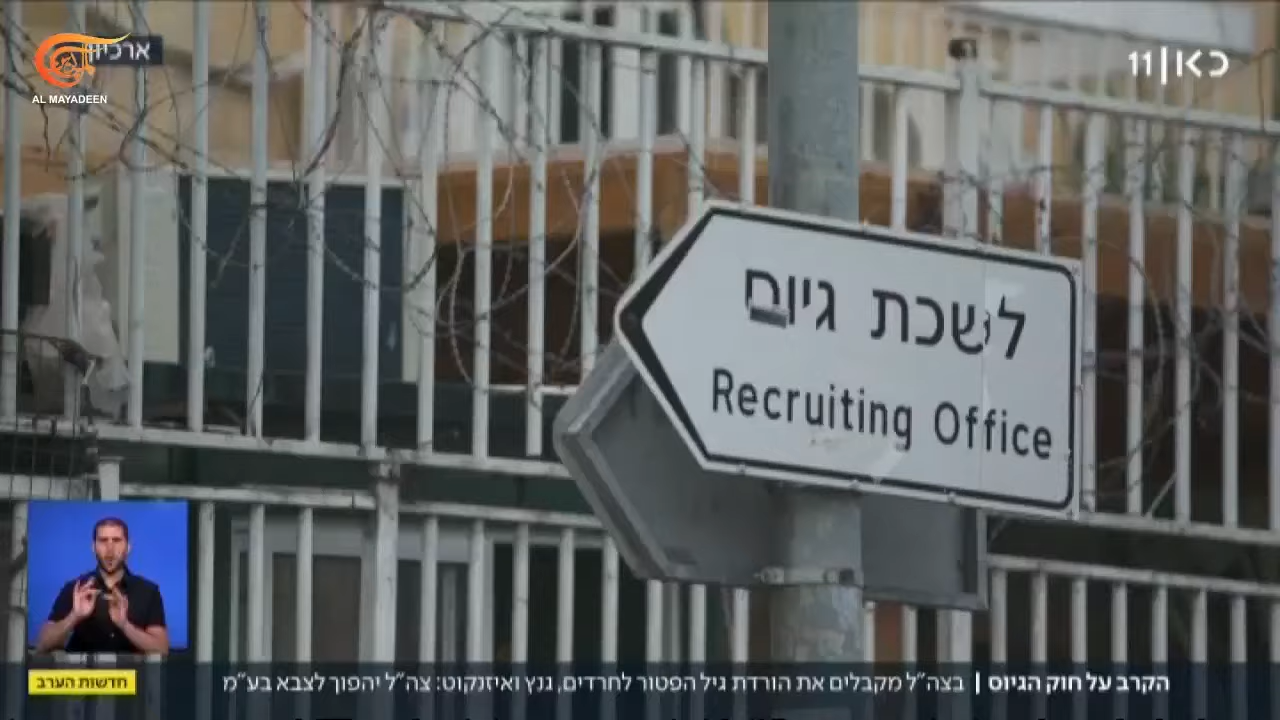 ארכיון
AL MAYADEEN
כאן|11
לשכת גיוס
Recruiting Office
חדשות הערב
הקרב על חוק הגיוס | בצה״ל מקבלים את הורדת גיל הפטור לחרדים, גנץ ואיזנקוט: צה״ל יהפוך לצבא בע״מ